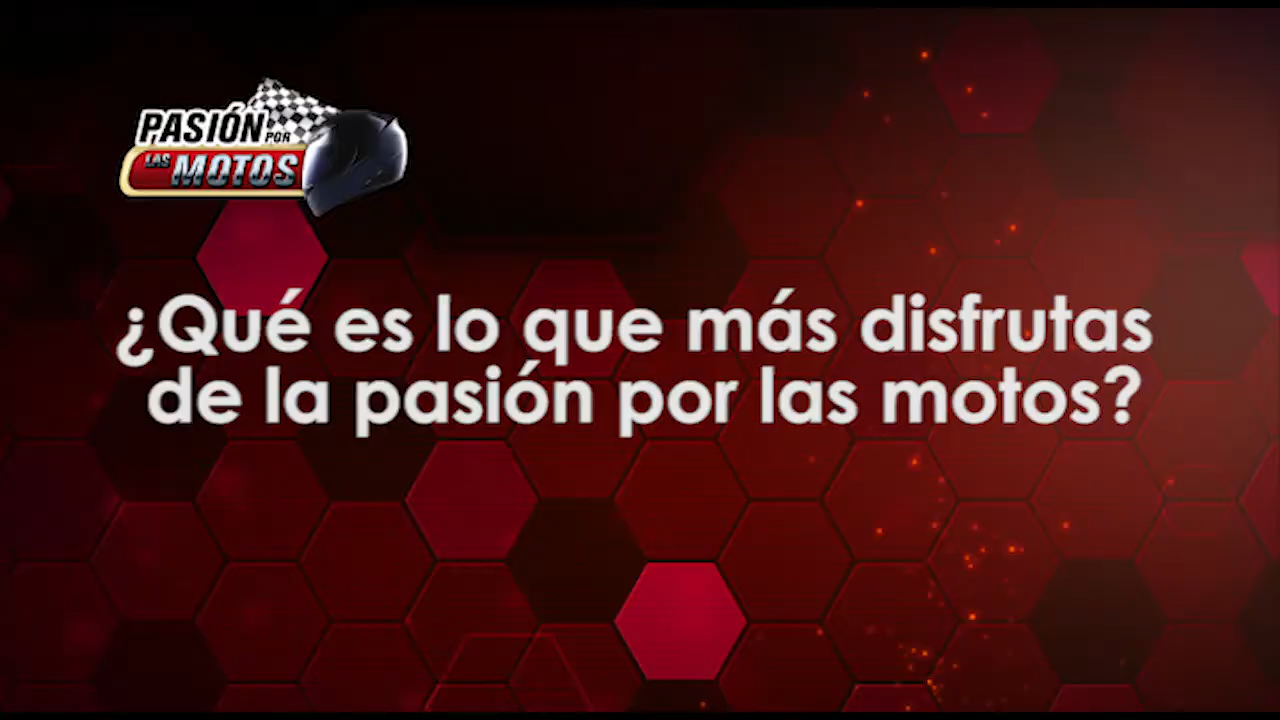 PASIÓN POR
LAS MOTOS
¿Qué es lo que más disfrutas
de la pasión por las motos?